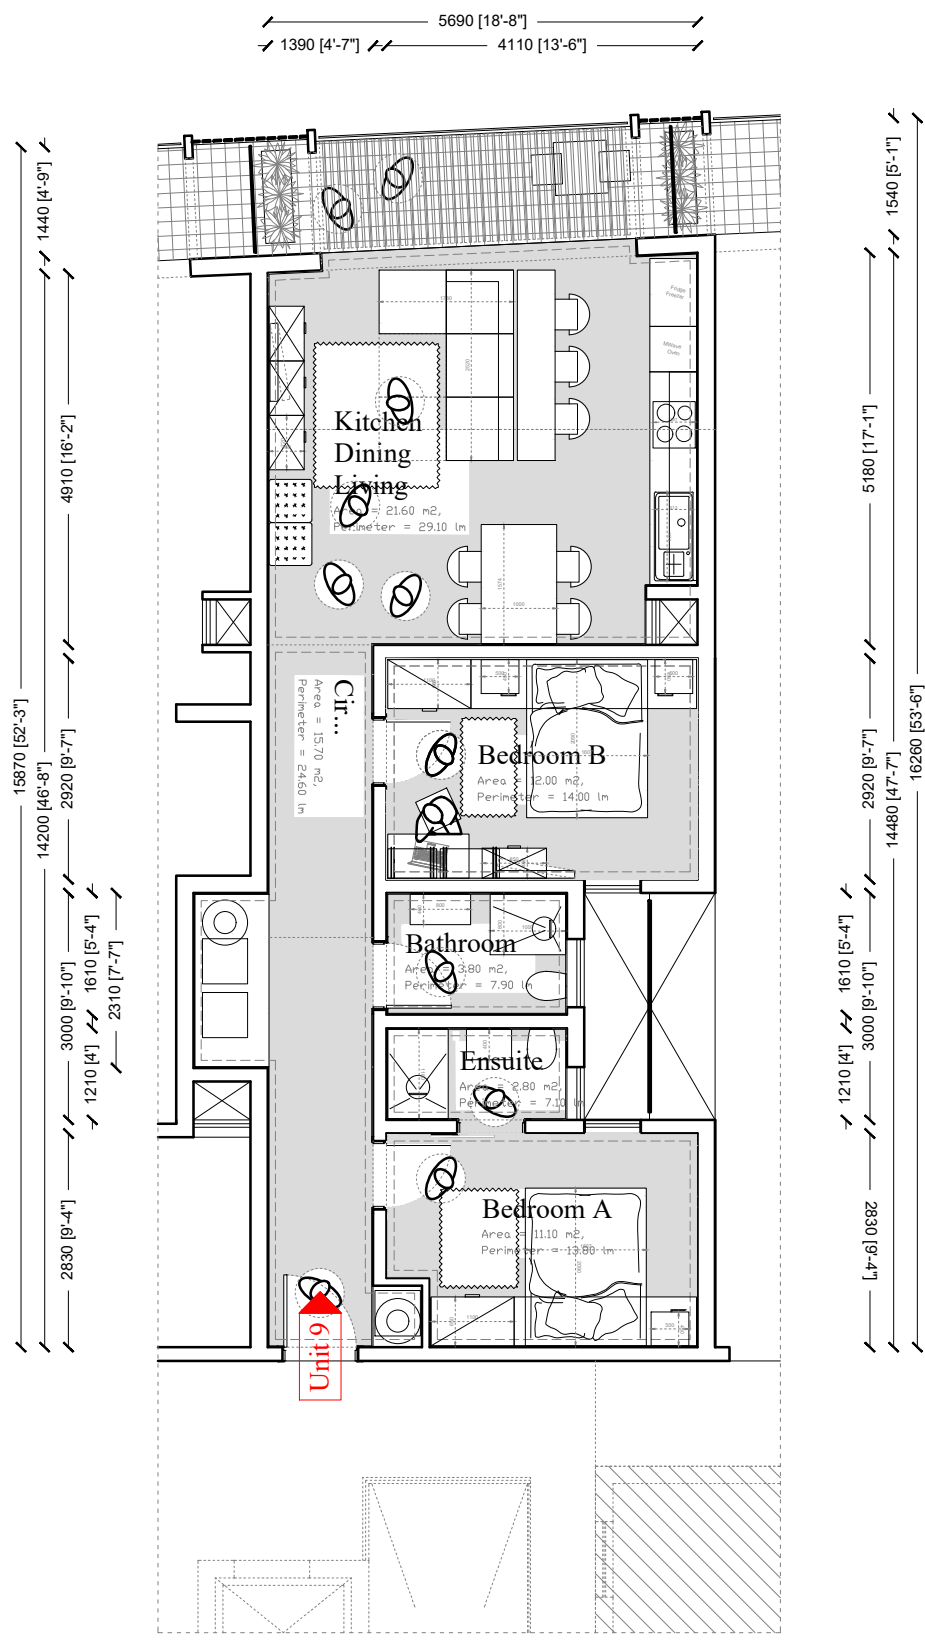 5690 [18'-8"]
1390 [4'-7"]
4110 [13'-6"]
1440 [4'-9"]
1540 [5'-1"]
Fridge
Freezer
MWave
Oven
Kitchen
Dining
Living
Area = 21.60 m2,
Perimeter = 29.10 lm
4910 [16'-2"]
5180 [17'-1"]
1574
1000
15870 [52'-3"]
14200 [46'-8"]
2920 [9'-7"]
Cir...
Area = 15.70 m2,
Perimeter = 24.60 lm
Bedroom B
Area = 12.00 m2,
Perimeter = 14.00 lm
2920 [9'-7"]
14480 [47'-7"]
16260 [53'-6"]
3000 [9'-10"]
1610 [5'-4"]
1210 [4']
2310 [7'-7"]
Bathroom
Area = 3.80 m2,
Perimeter = 7.90 lm
Ensuite
Area = 2.80 m2,
Perimeter = 7.10 lm
1610 [5'-4"]
1210 [4']
3000 [9'-10"]
2830 [9'-4"]
Bedroom A
Area = 11.10 m2,
Perimeter = 13.80 lm
2830 [9'-4"]
Unit 9